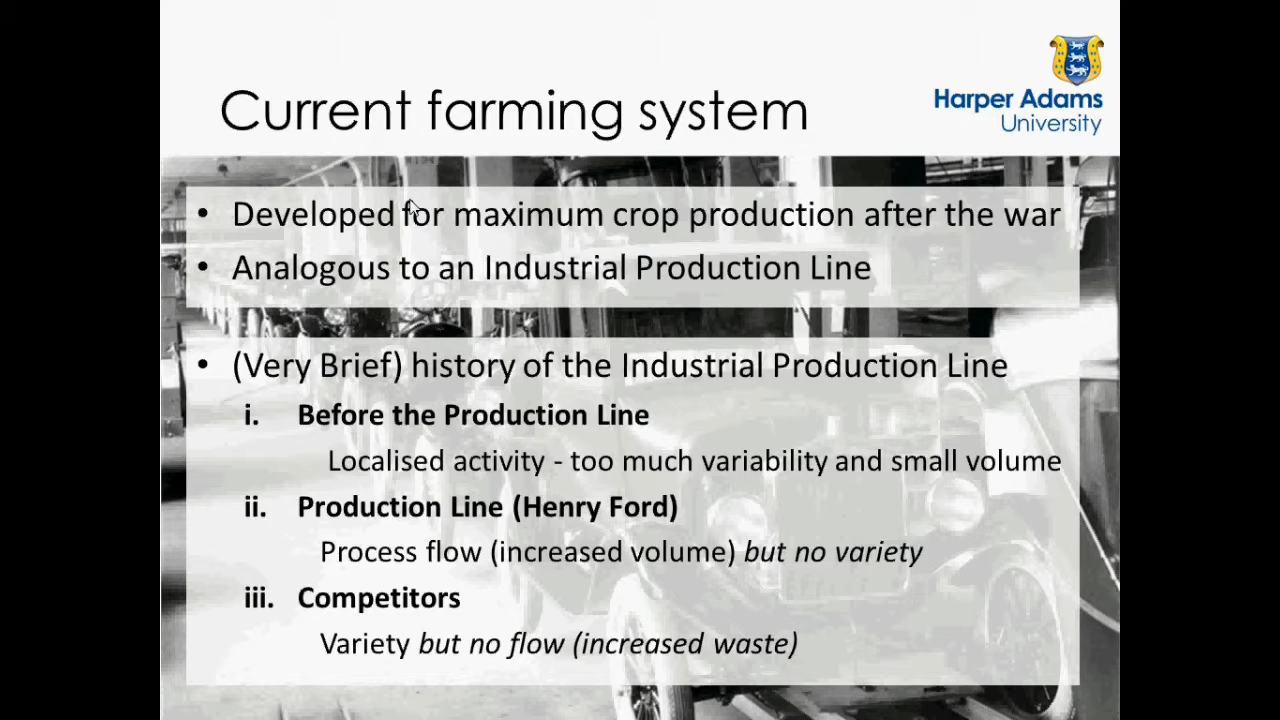 Current farming system
Harper Adams
University
• Developed for maximum crop production after the war
• Analogous to an Industrial Production Line
• (Very Brief) history of the Industrial Production Line
i. Before the Production Line
Localised activity - too much variability and small volume
ii. Production Line (Henry Ford)
Process flow (increased volume) but no variety
iii. Competitors
Variety but no flow (increased waste)